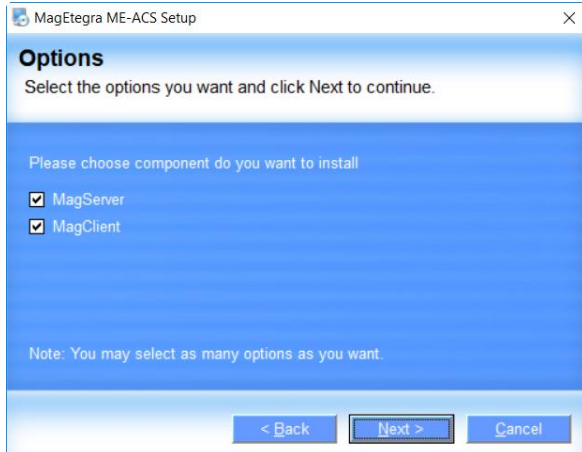 MagEtegra ME-ACS Setup
Options
Select the options you want and click Next to continue.
Please choose component do you want to install
MagServer
MagClient
Note: You may select as many options as you want.
< Back Next > Cancel